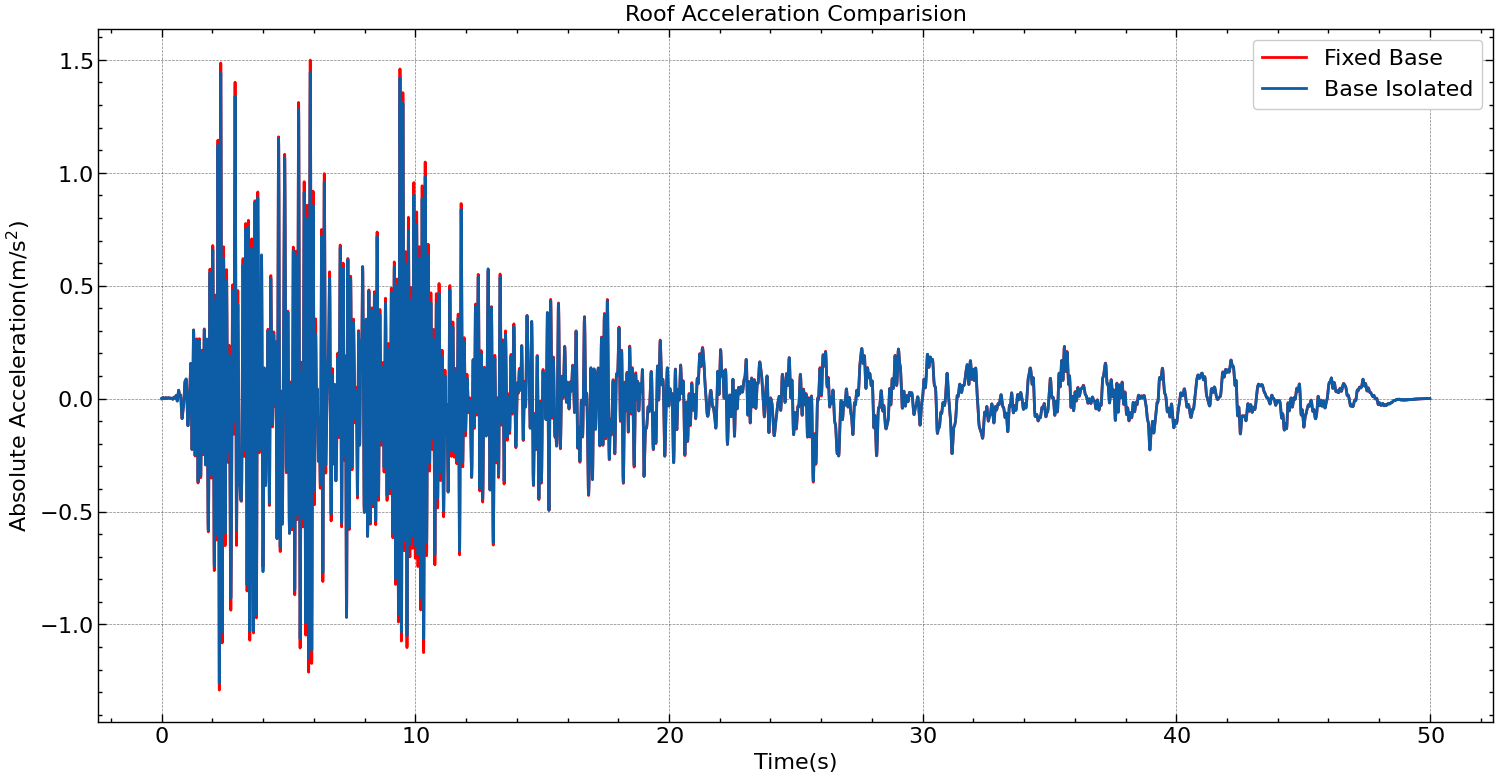 Roof Acceleration Comparision
Fixed Base
Base Isolated
1.5
1.0
0.5
0.0
−0.5
−1.0
Absolute Acceleration(m/s²)
0 10 20 30 40 50
Time(s)